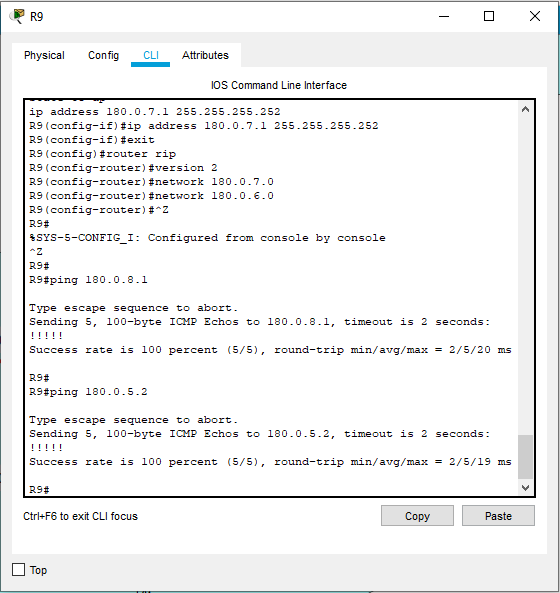 R9
Physical Config CLI Attributes
IOS Command Line Interface
ip address 180.0.7.1 255.255.255.252
R9(config-if)#ip address 180.0.7.1 255.255.255.252
R9(config-if)#exit
R9(config)#router rip
R9(config-router)#version 2
R9(config-router)#network 180.0.7.0
R9(config-router)#network 180.0.6.0
R9(config-router)#^Z
R9#
%SYS-5-CONFIG_I: Configured from console by console
^Z
R9#
R9#ping 180.0.8.1
Type escape sequence to abort.
Sending 5, 100-byte ICMP Echos to 180.0.8.1, timeout is 2 seconds:
!!!!!
Success rate is 100 percent (5/5), round-trip min/avg/max = 2/5/20 ms
R9#
R9#ping 180.0.5.2
Type escape sequence to abort.
Sending 5, 100-byte ICMP Echos to 180.0.5.2, timeout is 2 seconds:
!!!!!
Success rate is 100 percent (5/5), round-trip min/avg/max = 2/5/19 ms
R9#
Ctrl+F6 to exit CLI focus
Copy Paste
Top